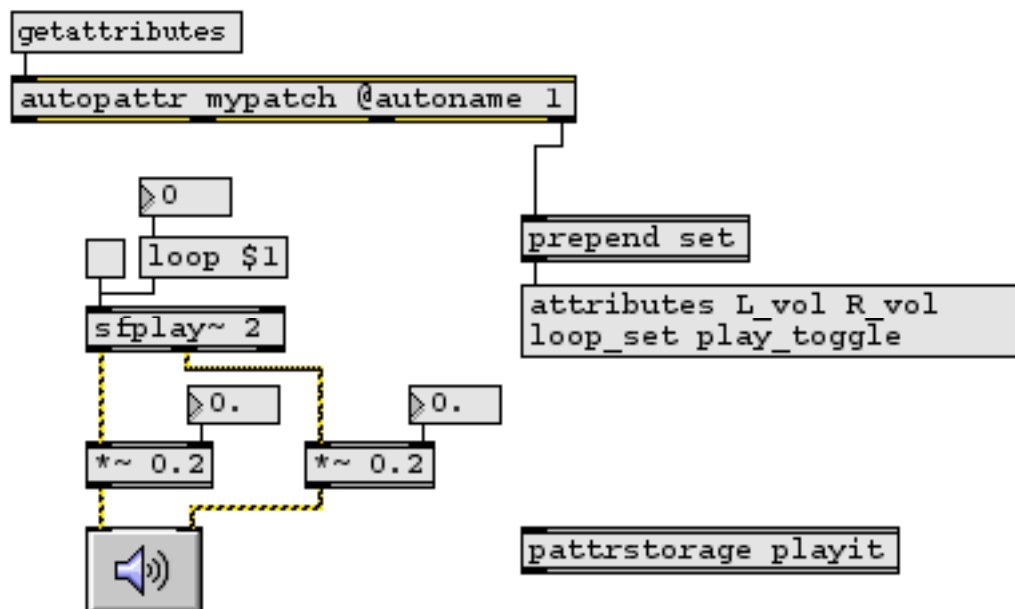 getattributes
autopattr mypatch @autoname 1
0
loop $1
prepend set
attributes L_vol R_vol
loop_set play_toggle
sfplay~ 2
0.
0.
*~ 0.2
*~ 0.2
pattrstorage playit